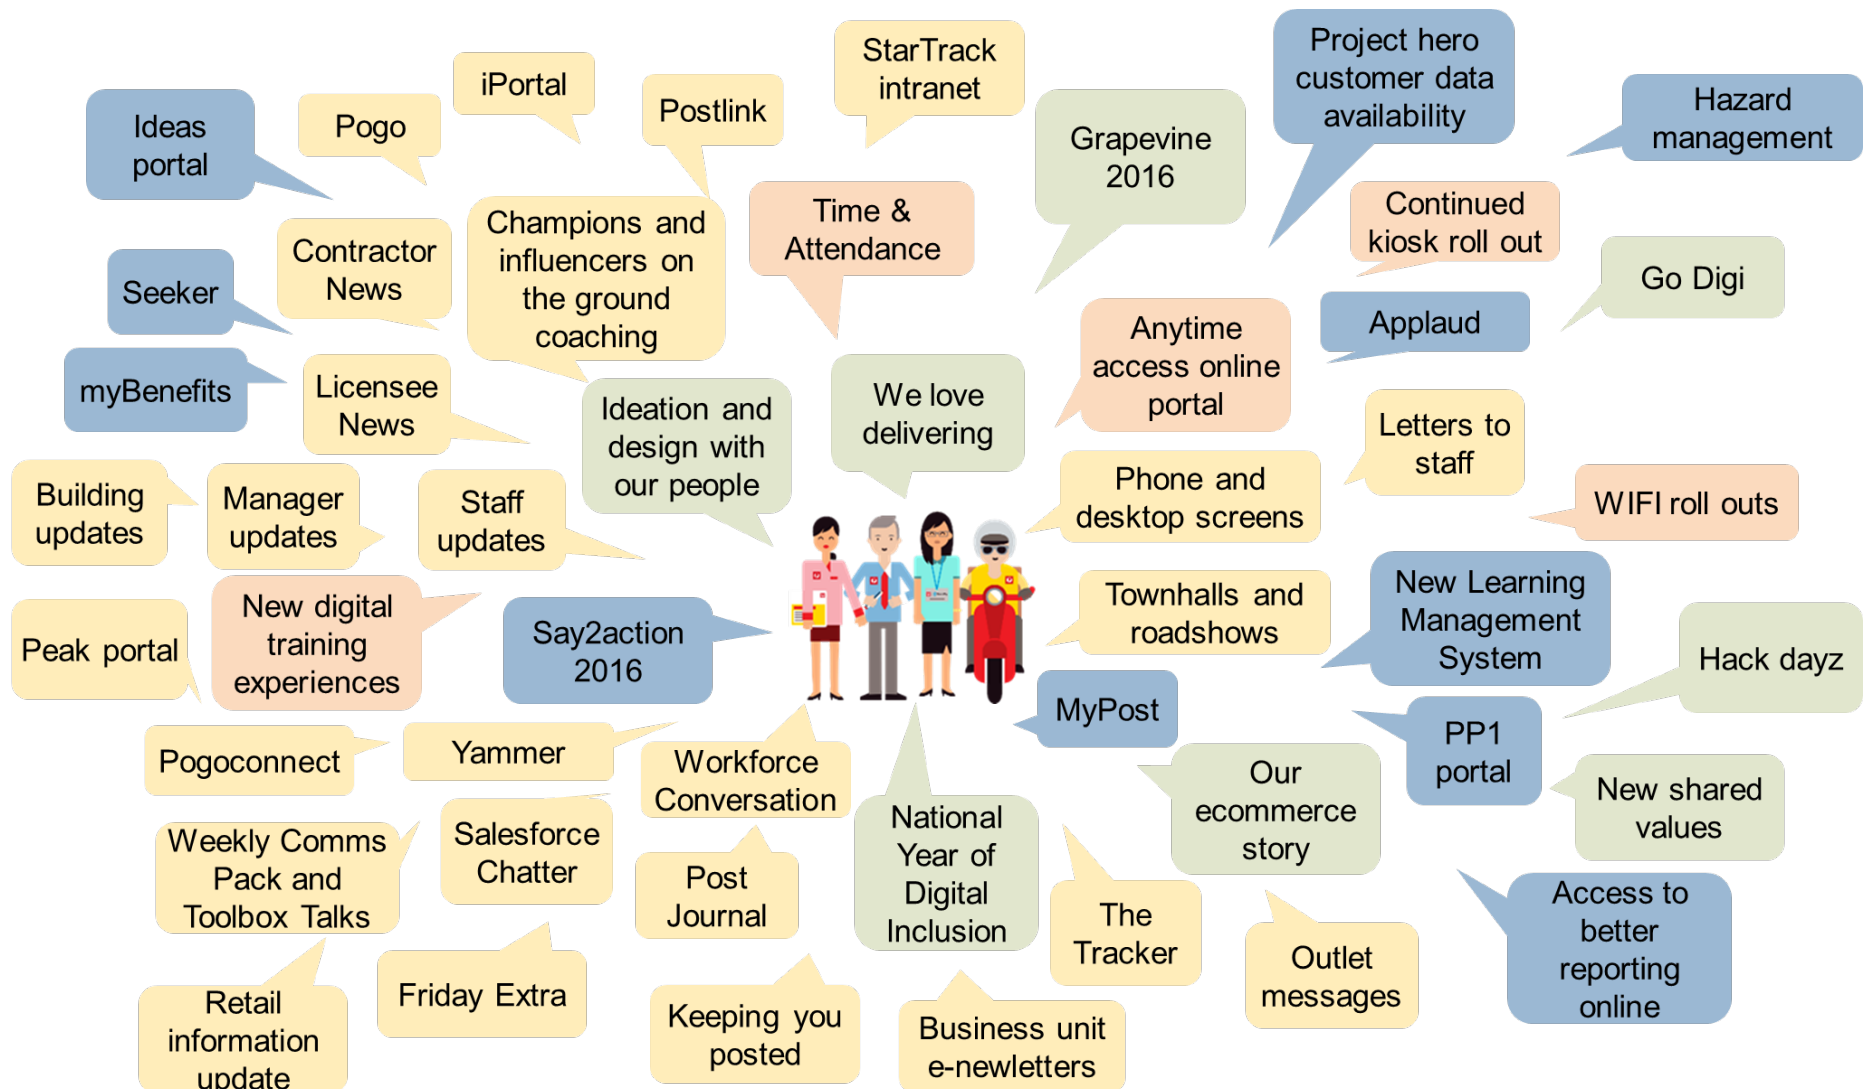 StarTrack
intranet
Project hero
customer data
availability
iPortal
Postlink
Hazard
management
Ideas
portal
Pogo
Grapevine
2016
Time &
Attendance
Continued
kiosk roll out
Champions and
influencers on
the ground
coaching
Contractor
News
Seeker
Go Digi
Anytime
access online
portal
Applaud
myBenefits
Licensee
News
Ideation and
design with
our people
We love
delivering
Letters to
staff
Building
updates
Manager
updates
Staff
updates
Phone and
desktop screens
WIFI roll outs
New digital
training
experiences
Say2action
2016
Townhalls and
roadshows
New Learning
Management
System
Peak portal
Hack dayz
MyPost
PP1
portal
Pogoconnect
Yammer
Workforce
Conversation
Our
ecommerce
story
New shared
values
Weekly Comms
Pack and
Toolbox Talks
Salesforce
Chatter
Post
Journal
National
Year of
Digital
Inclusion
The
Tracker
Outlet
messages
Access to
better
reporting
online
Friday Extra
Retail
information
update
Keeping you
posted
Business unit
e-newletters